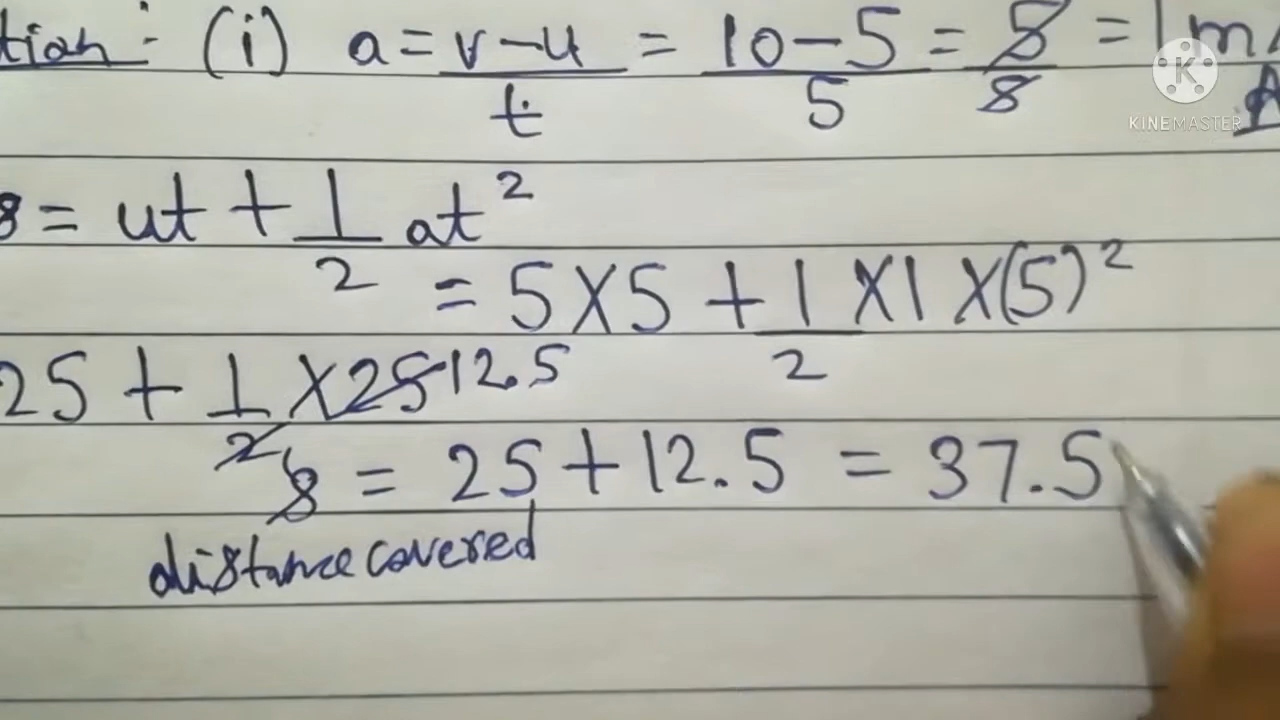 tion :- (i) a = v-u/t = 10-5/5 = 5/5 = 1 m/
K
KINEMASTER
A
s = ut + 1/2 at²
= 5×5 + 1/2 ×1 ×(5)²
25 + 1/2 ×25 12.5
s = 25 + 12.5 = 37.5
distance covered